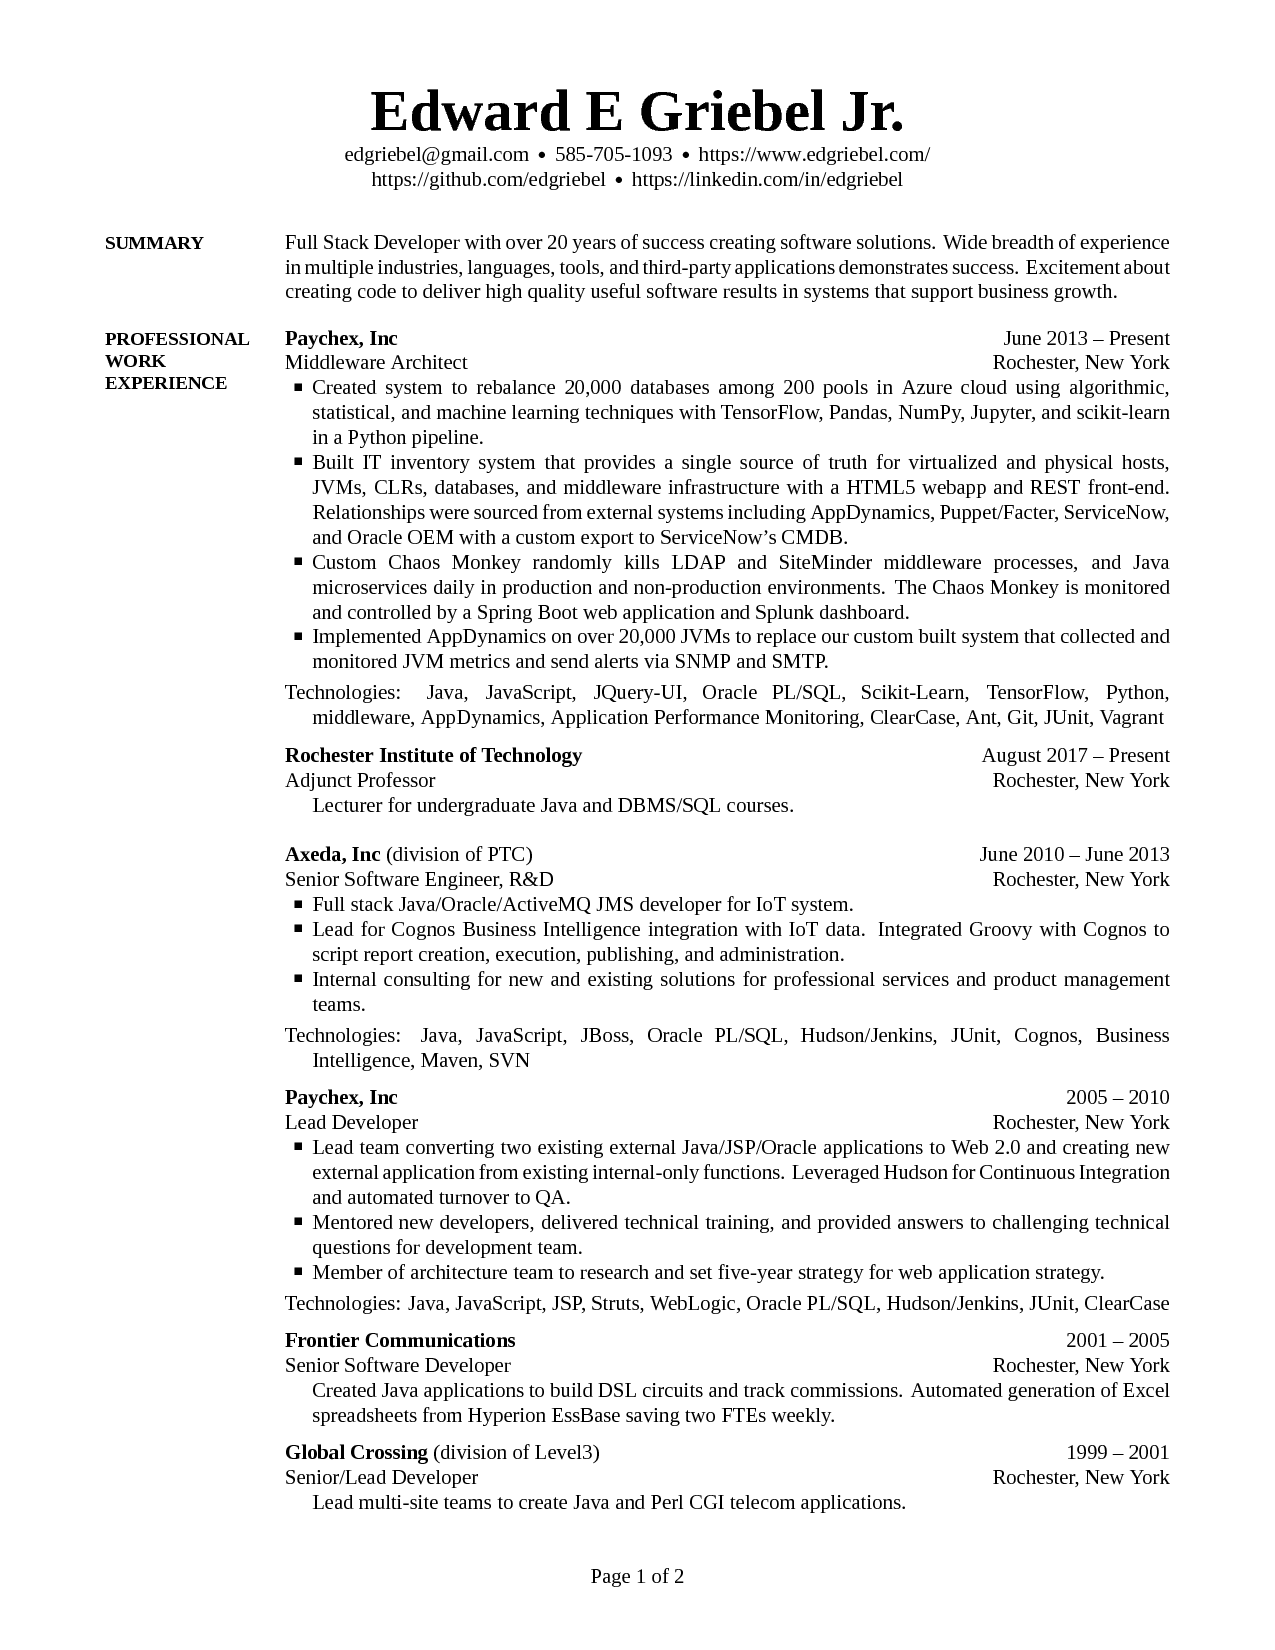 Edward E Griebel Jr.
edgriebel@gmail.com • 585-705-1093 • https://www.edgriebel.com/
https://github.com/edgriebel • https://linkedin.com/in/edgriebel
SUMMARY
Full Stack Developer with over 20 years of success creating software solutions. Wide breadth of experience
in multiple industries, languages, tools, and third-party applications demonstrates success. Excitement about
creating code to deliver high quality useful software results in systems that support business growth.
PROFESSIONAL
WORK
EXPERIENCE
Paychex, Inc June 2013 – Present
Middleware Architect Rochester, New York
▪ Created system to rebalance 20,000 databases among 200 pools in Azure cloud using algorithmic,
statistical, and machine learning techniques with TensorFlow, Pandas, NumPy, Jupyter, and scikit-learn
in a Python pipeline.
▪ Built IT inventory system that provides a single source of truth for virtualized and physical hosts,
JVMs, CLRs, databases, and middleware infrastructure with a HTML5 webapp and REST front-end.
Relationships were sourced from external systems including AppDynamics, Puppet/Facter, ServiceNow,
and Oracle OEM with a custom export to ServiceNow’s CMDB.
▪ Custom Chaos Monkey randomly kills LDAP and SiteMinder middleware processes, and Java
microservices daily in production and non-production environments. The Chaos Monkey is monitored
and controlled by a Spring Boot web application and Splunk dashboard.
▪ Implemented AppDynamics on over 20,000 JVMs to replace our custom built system that collected and
monitored JVM metrics and send alerts via SNMP and SMTP.
Technologies: Java, JavaScript, JQuery-UI, Oracle PL/SQL, Scikit-Learn, TensorFlow, Python,
middleware, AppDynamics, Application Performance Monitoring, ClearCase, Ant, Git, JUnit, Vagrant
Rochester Institute of Technology August 2017 – Present
Adjunct Professor Rochester, New York
Lecturer for undergraduate Java and DBMS/SQL courses.
Axeda, Inc (division of PTC) June 2010 – June 2013
Senior Software Engineer, R&D Rochester, New York
▪ Full stack Java/Oracle/ActiveMQ JMS developer for IoT system.
▪ Lead for Cognos Business Intelligence integration with IoT data. Integrated Groovy with Cognos to
script report creation, execution, publishing, and administration.
▪ Internal consulting for new and existing solutions for professional services and product management
teams.
Technologies: Java, JavaScript, JBoss, Oracle PL/SQL, Hudson/Jenkins, JUnit, Cognos, Business
Intelligence, Maven, SVN
Paychex, Inc 2005 – 2010
Lead Developer Rochester, New York
▪ Lead team converting two existing external Java/JSP/Oracle applications to Web 2.0 and creating new
external application from existing internal-only functions. Leveraged Hudson for Continuous Integration
and automated turnover to QA.
▪ Mentored new developers, delivered technical training, and provided answers to challenging technical
questions for development team.
▪ Member of architecture team to research and set five-year strategy for web application strategy.
Technologies: Java, JavaScript, JSP, Struts, WebLogic, Oracle PL/SQL, Hudson/Jenkins, JUnit, ClearCase
Frontier Communications 2001 – 2005
Senior Software Developer Rochester, New York
Created Java applications to build DSL circuits and track commissions. Automated generation of Excel
spreadsheets from Hyperion EssBase saving two FTEs weekly.
Global Crossing (division of Level3) 1999 – 2001
Senior/Lead Developer Rochester, New York
Lead multi-site teams to create Java and Perl CGI telecom applications.
Page 1 of 2